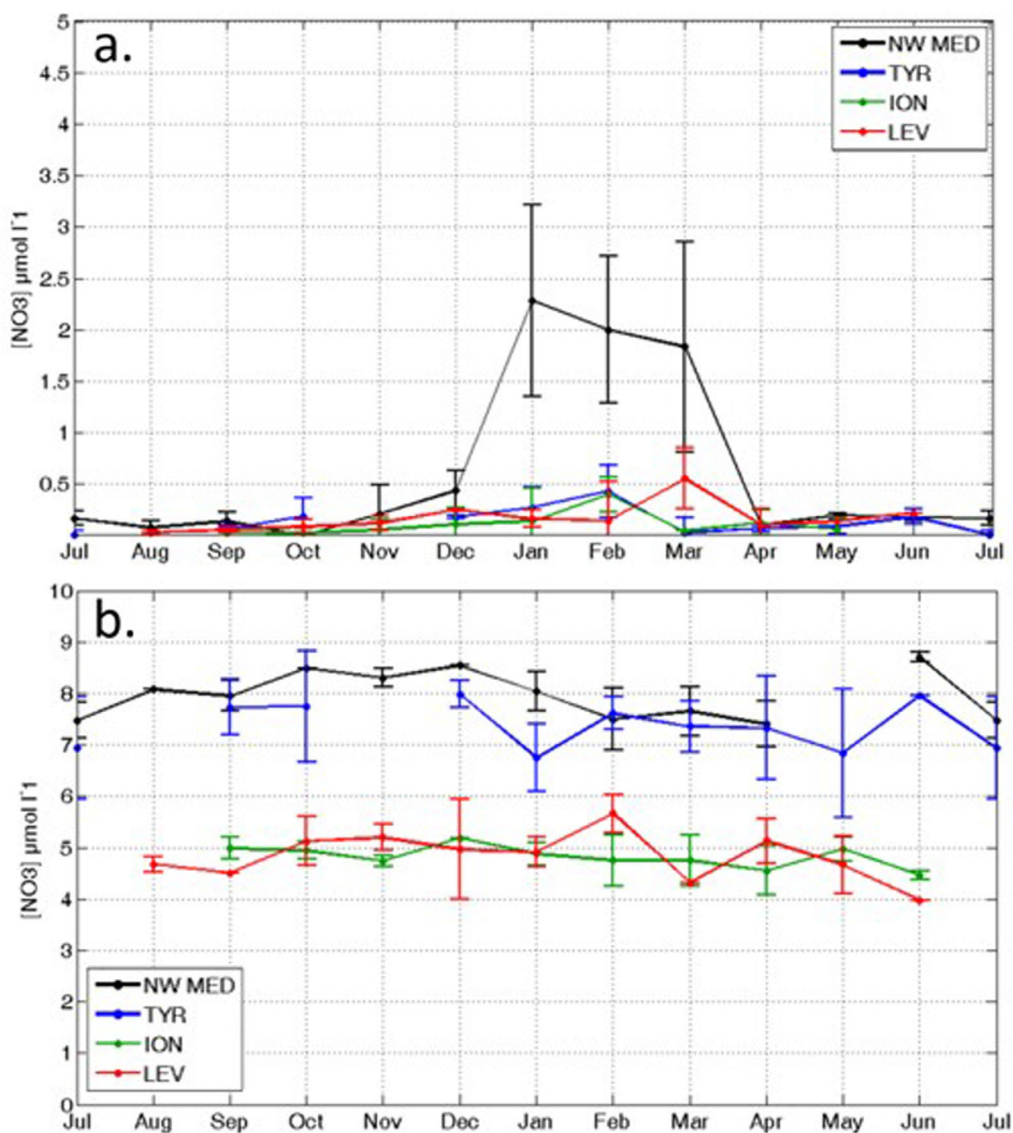 a.
5
4.5
4
3.5
3
2.5
2
1.5
1
0.5
[NO3] µmol l-1
NW MED
TYR
ION
LEV
Jul Aug Sep Oct Nov Dec Jan Feb Mar Apr May Jun Jul
b.
10
9
8
7
6
5
4
3
2
1
0
[NO3] µmol l-1
NW MED
TYR
ION
LEV
Jul Aug Sep Oct Nov Dec Jan Feb Mar Apr May Jun Jul